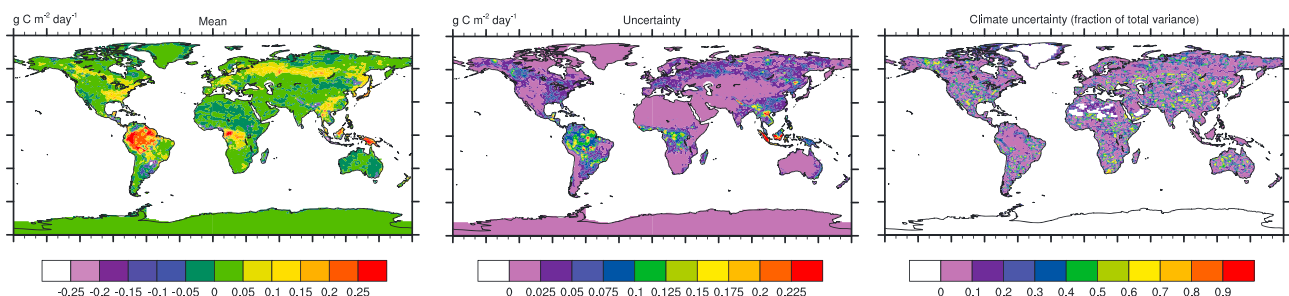 g C m-2 day-1 Mean
g C m-2 day-1 Uncertainty
Climate uncertainty (fraction of total variance)
-0.25 -0.2 -0.15 -0.1 -0.05 0 0.05 0.1 0.15 0.2 0.25
0 0.025 0.05 0.075 0.1 0.125 0.15 0.175 0.2 0.225
0 0.1 0.2 0.3 0.4 0.5 0.6 0.7 0.8 0.9